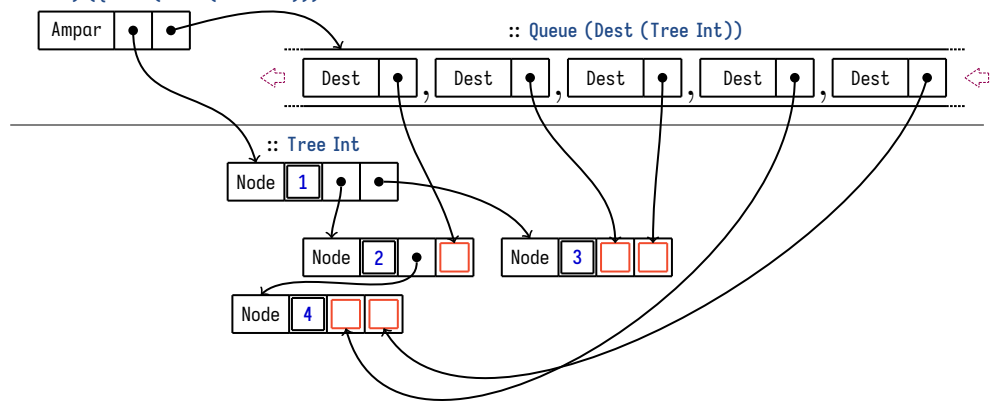 Ampar
:: Queue (Dest (Tree Int))
Dest , Dest , Dest , Dest , Dest
:: Tree Int
Node 1
Node 2
Node 3
Node 4